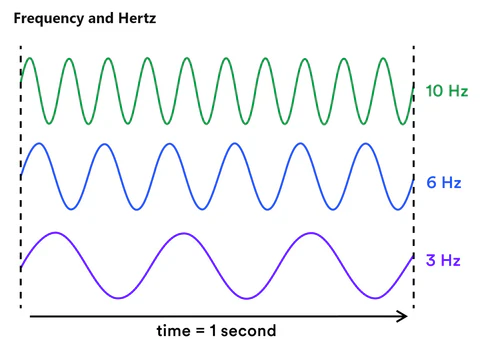 Frequency and Hertz
10 Hz
6 Hz
3 Hz
time = 1 second